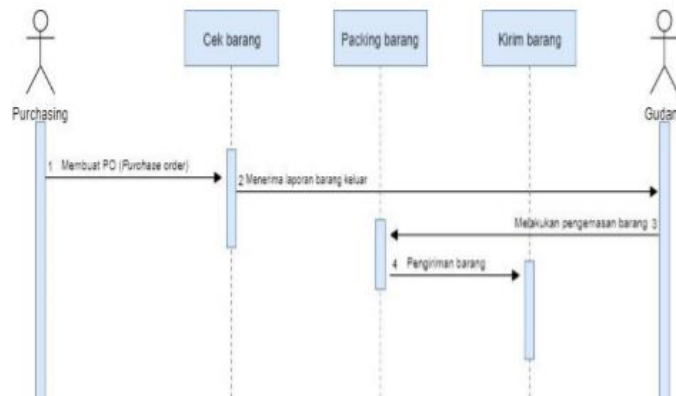 Cek barang
Packing barang
Kirim barang
Purchasing
Gudan
1 Membuat PO (Purchase order)
2 Menerima laporan barang keluar
Melakukan pengemasan barang 3
4 Pengiriman barang